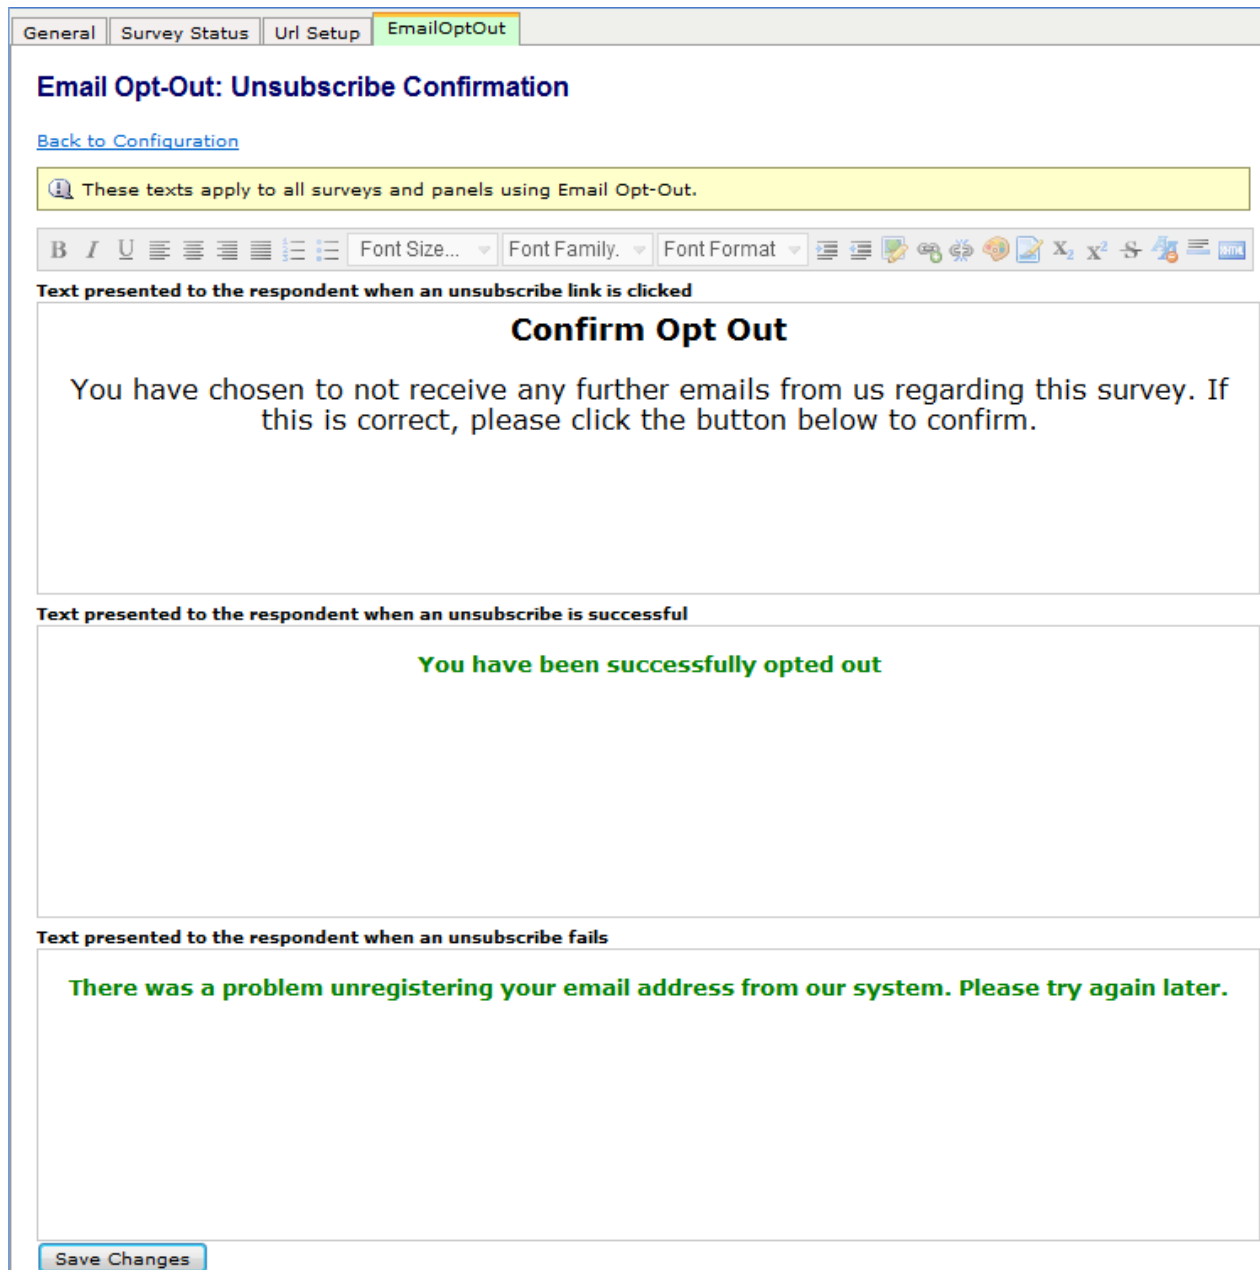 General Survey Status Url Setup EmailOptOut
Email Opt-Out: Unsubscribe Confirmation
Back to Configuration
These texts apply to all surveys and panels using Email Opt-Out.
B I U Font Size... Font Family. Font Format X₂ X² S HTML
Text presented to the respondent when an unsubscribe link is clicked
Confirm Opt Out
You have chosen to not receive any further emails from us regarding this survey. If
this is correct, please click the button below to confirm.
Text presented to the respondent when an unsubscribe is successful
You have been successfully opted out
Text presented to the respondent when an unsubscribe fails
There was a problem unregistering your email address from our system. Please try again later.
Save Changes